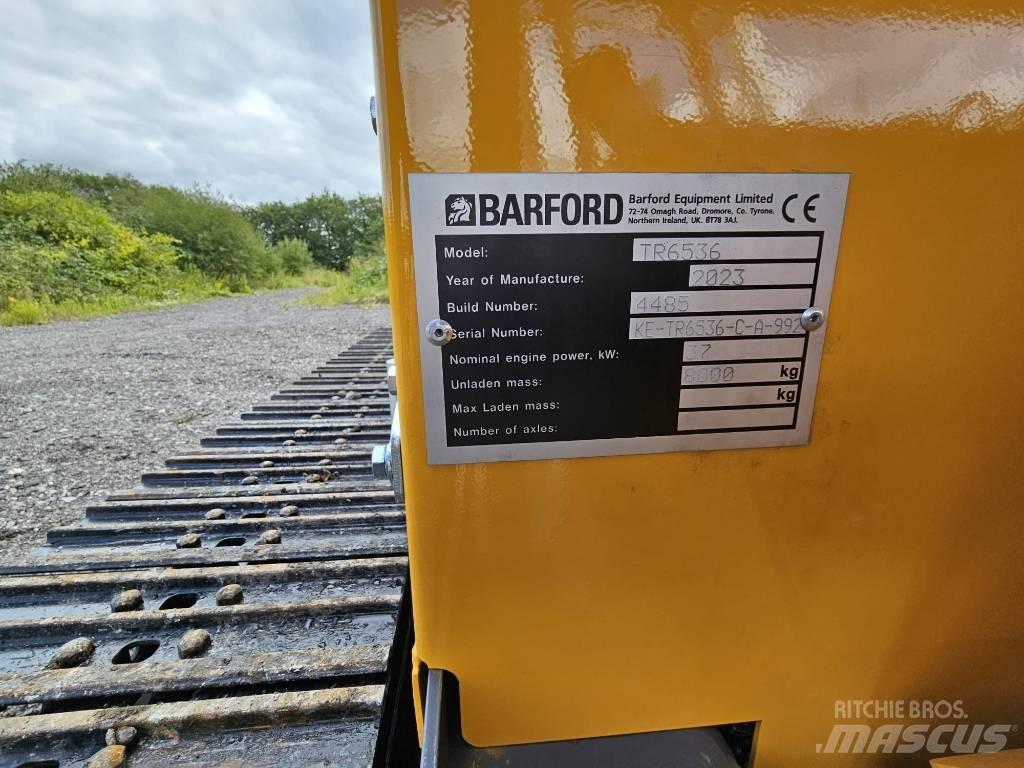 BARFORD
Barford Equipment Limited
72-74 Omagh Road, Dromore, Co. Tyrone.
Northern Ireland, UK. BT78 3AJ.
CE
Model: TR6536
Year of Manufacture: 2023
Build Number: 4485
Serial Number: KE-TR6536-C-A-992
Nominal engine power, kW: 37
Unladen mass: 8000 kg
Max Laden mass: kg
Number of axles:
RITCHIE BROS.
MASCUS